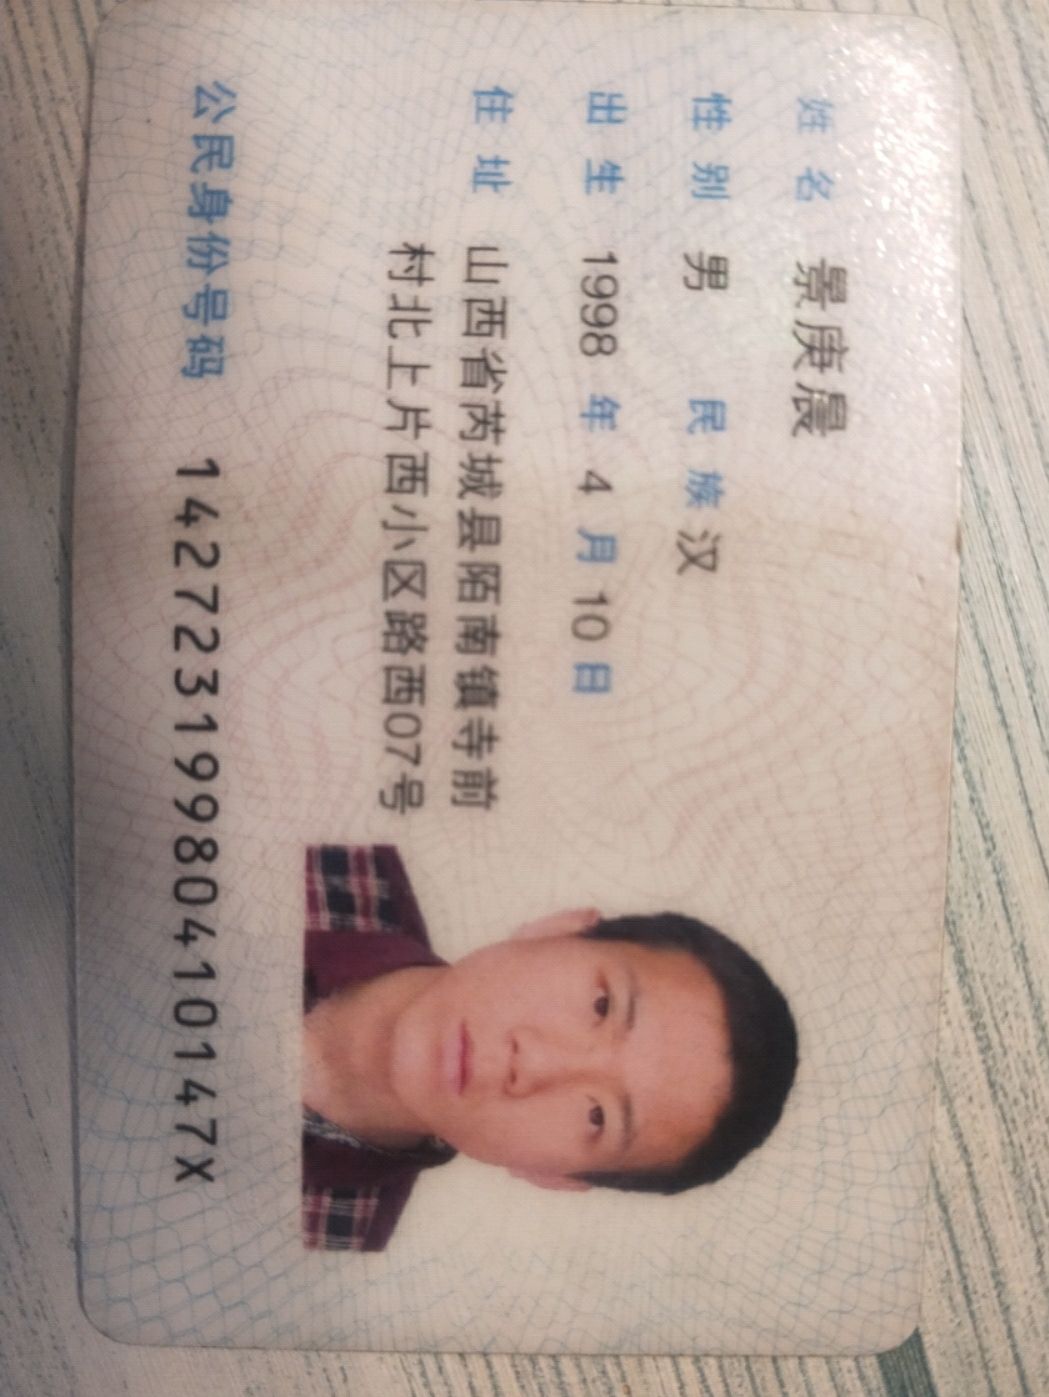 姓名 景庚晨
性别 男 民族 汉
出生 1998 年 4 月 10 日
住址 山西省芮城县陌南镇寺前
村北上片西小区路西07号
公民身份号码 14272319980410147X